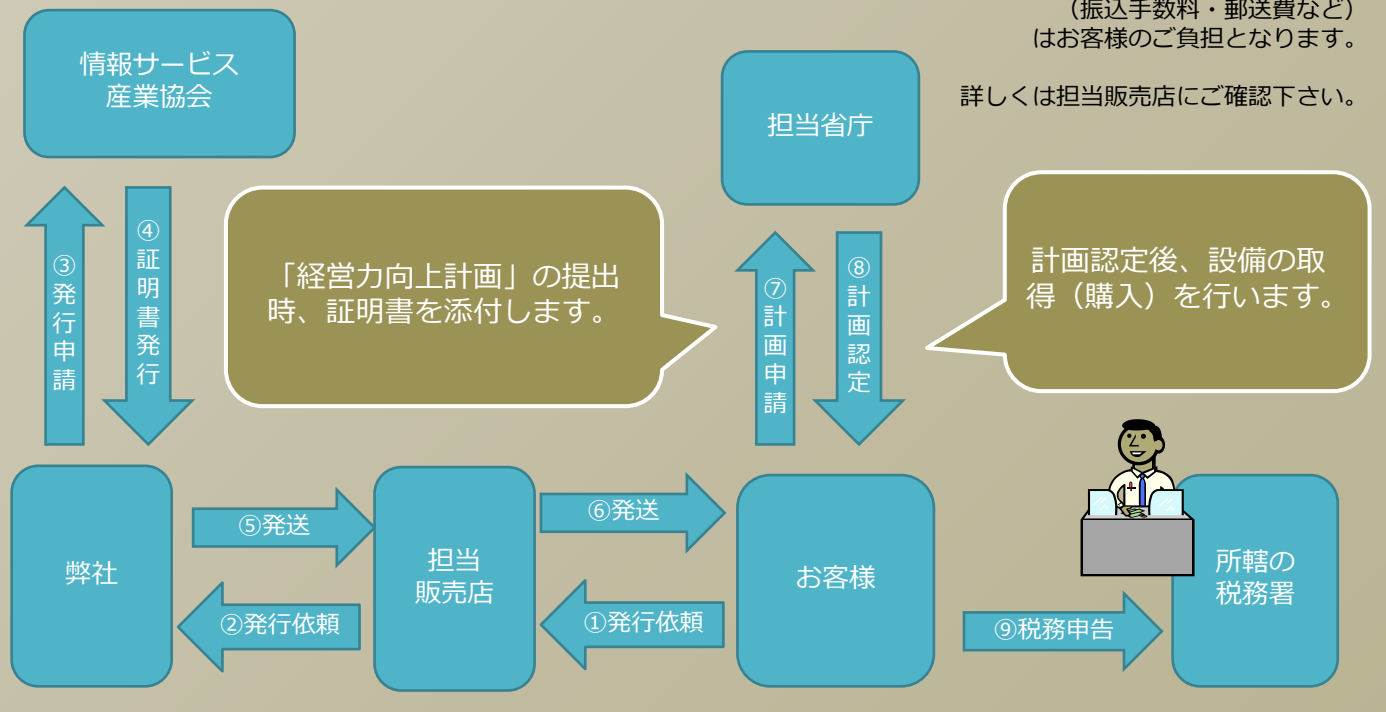 （振込手数料・郵送費など）
はお客様のご負担となります。
詳しくは担当販売店にご確認下さい。
情報サービス
産業協会
担当省庁
③発行申請
④証明書発行
「経営力向上計画」の提出
時、証明書を添付します。
⑦計画申請
⑧計画認定
計画認定後、設備の取
得（購入）を行います。
弊社
⑤発送
②発行依頼
担当
販売店
⑥発送
①発行依頼
お客様
⑨税務申告
所轄の
税務署